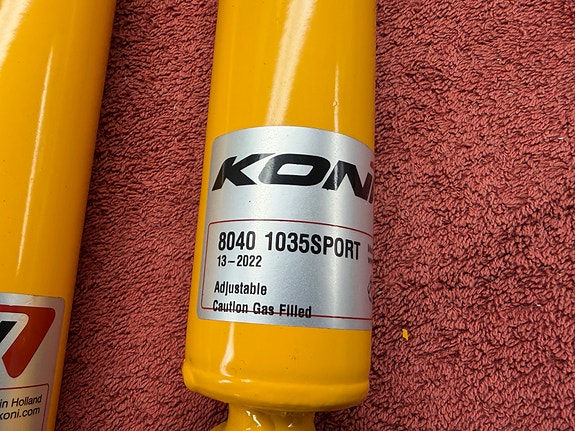 KONI
8040 1035SPORT
13-2022
Adjustable
Caution Gas Filled
in Holland
koni.com